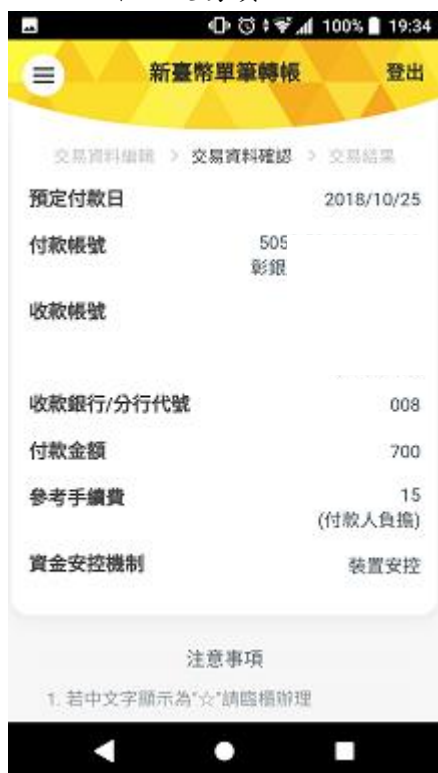 100% 19:34
新臺幣單筆轉帳 登出
交易資料編輯 > 交易資料確認 > 交易結果
預定付款日 2018/10/25
付款帳號 505
彰銀
收款帳號
收款銀行/分行代號 008
付款金額 700
參考手續費 15
(付款人負擔)
資金安控機制 裝置安控
注意事項
1. 若中文字顯示為"☆"請臨櫃辦理